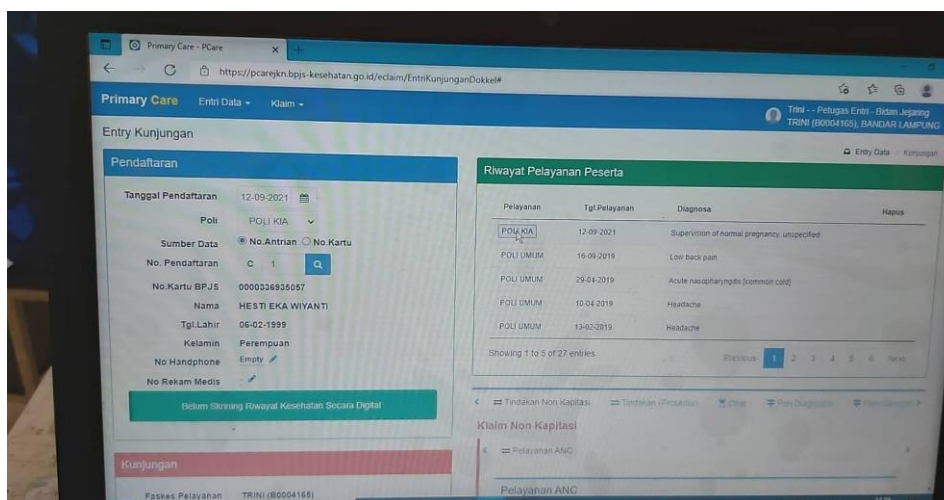 Primary Care - PCare
https://pcarejkn.bpjs-kesehatan.go.id/eclaim/EntriKunjunganDokkel#
Primary Care Entri Data Klaim
Trini - - Petugas Entri - Bidan Jejaring
TRINI (B0004165), BANDAR LAMPUNG
Entry Kunjungan
Entry Data Kunjungan
Pendaftaran
Tanggal Pendaftaran 12-09-2021
Poli POLI KIA
Sumber Data No.Antrian No.Kartu
No. Pendaftaran C 1
No.Kartu BPJS 0000336935057
Nama HESTI EKA WIYANTI
Tgl.Lahir 06-02-1999
Kelamin Perempuan
No Handphone Empty
No Rekam Medis -
Belum Skrining Riwayat Kesehatan Secara Digital
Kunjungan
Faskes Pelayanan TRINI (B0004165)
Riwayat Pelayanan Peserta
Pelayanan Tgl.Pelayanan Diagnosa Hapus
POLI KIA 12-09-2021 Supervision of normal pregnancy, unspecified
POLI UMUM 16-09-2019 Low back pain
POLI UMUM 29-04-2019 Acute nasopharyngitis [common cold]
POLI UMUM 10-04-2019 Headache
POLI UMUM 13-02-2019 Headache
Showing 1 to 5 of 27 entries
Previous 1 2 3 4 5 6 Next
Tindakan Non Kapitasi Tindakan (Prosedur) Obat
Klaim Non Kapitasi
Pelayanan ANC
Pelayanan ANC